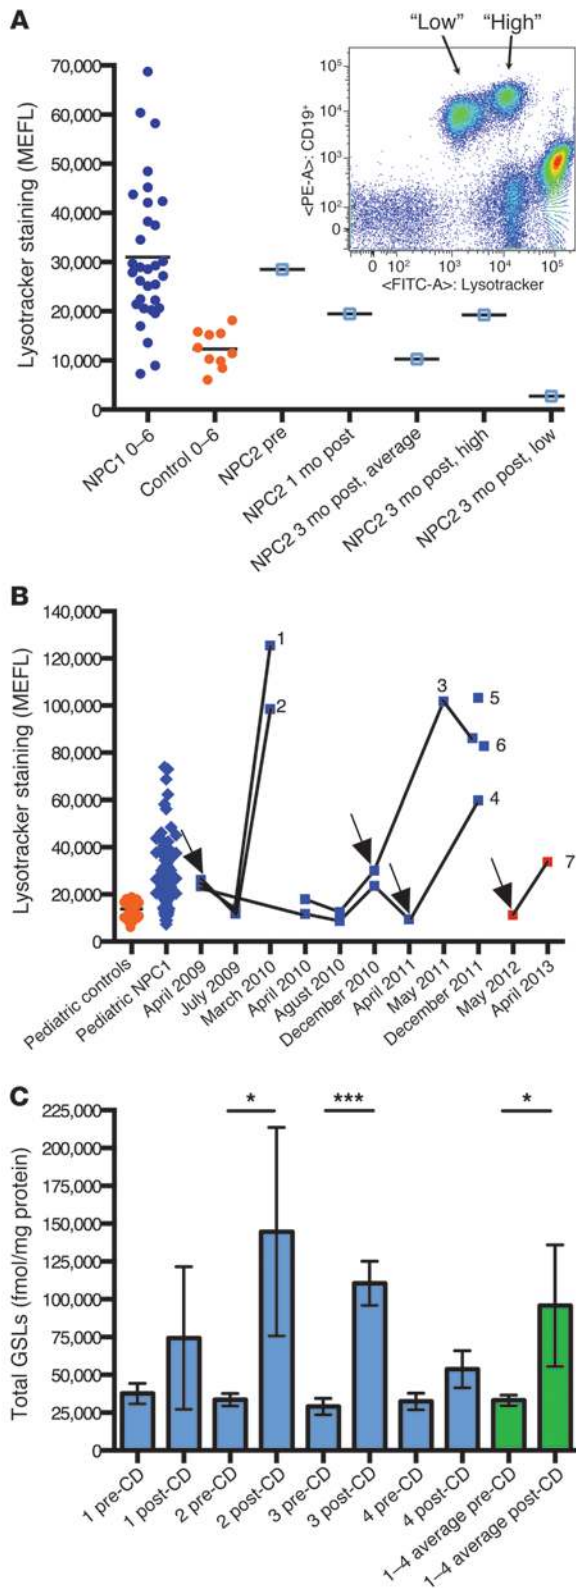 A
"Low" "High"
Lysotracker staining (MEFL)
70,000
60,000
50,000
40,000
30,000
20,000
10,000
0
<PE-A>: CD19⁺
10⁵
10⁴
10³
10²
0
0 10² 10³ 10⁴ 10⁵
<FITC-A>: Lysotracker
NPC1 0–6
Control 0–6
NPC2 pre
NPC2 1 mo post
NPC2 3 mo post, average
NPC2 3 mo post, high
NPC2 3 mo post, low
B
Lysotracker staining (MEFL)
140,000
120,000
100,000
80,000
60,000
40,000
20,000
0
1
2
3
5
6
4
7
Pediatric controls
Pediatric NPC1
April 2009
July 2009
March 2010
April 2010
Agust 2010
December 2010
April 2011
May 2011
December 2011
May 2012
April 2013
C
Total GSLs (fmol/mg protein)
225,000
200,000
175,000
150,000
125,000
100,000
75,000
50,000
25,000
0
* *** *
1 pre-CD
1 post-CD
2 pre-CD
2 post-CD
3 pre-CD
3 post-CD
4 pre-CD
4 post-CD
1–4 average pre-CD
1–4 average post-CD